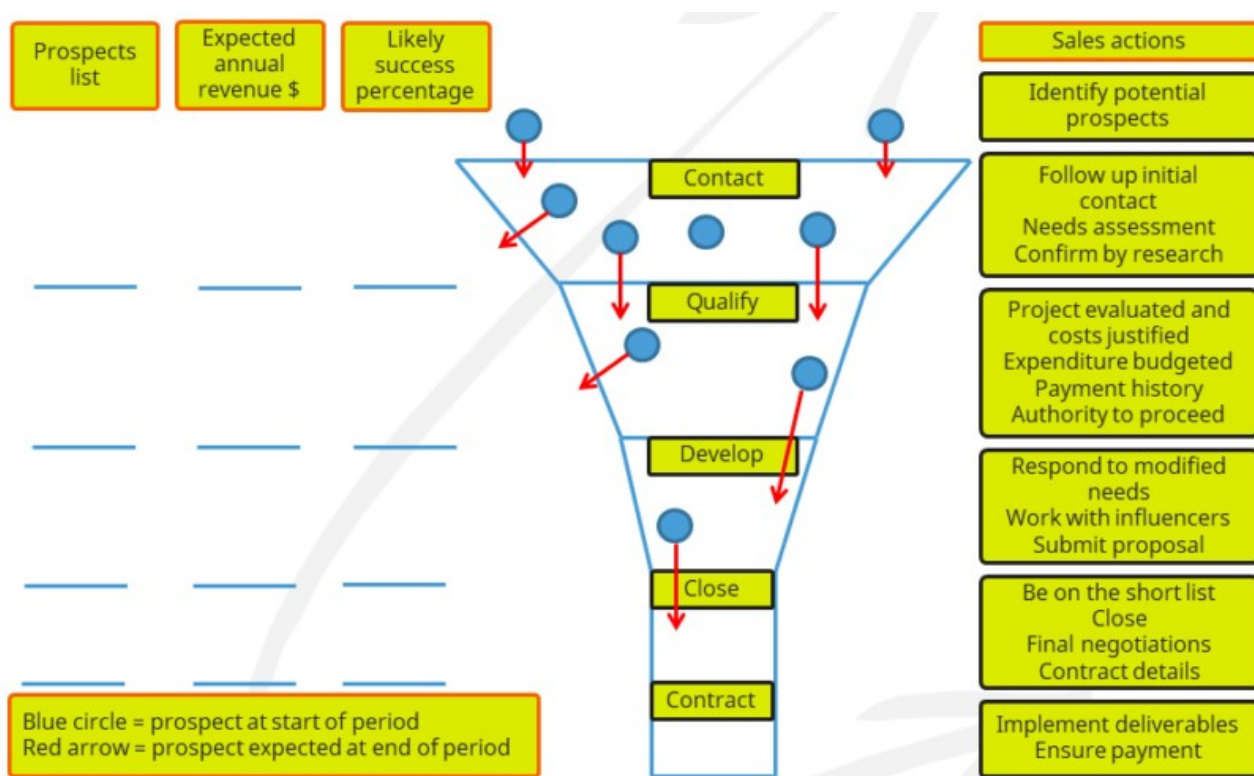 Prospects
list
Expected
annual
revenue $
Likely
success
percentage
Contact
Qualify
Develop
Close
Contract
Sales actions
Identify potential
prospects
Follow up initial
contact
Needs assessment
Confirm by research
Project evaluated and
costs justified
Expenditure budgeted
Payment history
Authority to proceed
Respond to modified
needs
Work with influencers
Submit proposal
Be on the short list
Close
Final negotiations
Contract details
Implement deliverables
Ensure payment
Blue circle = prospect at start of period
Red arrow = prospect expected at end of period